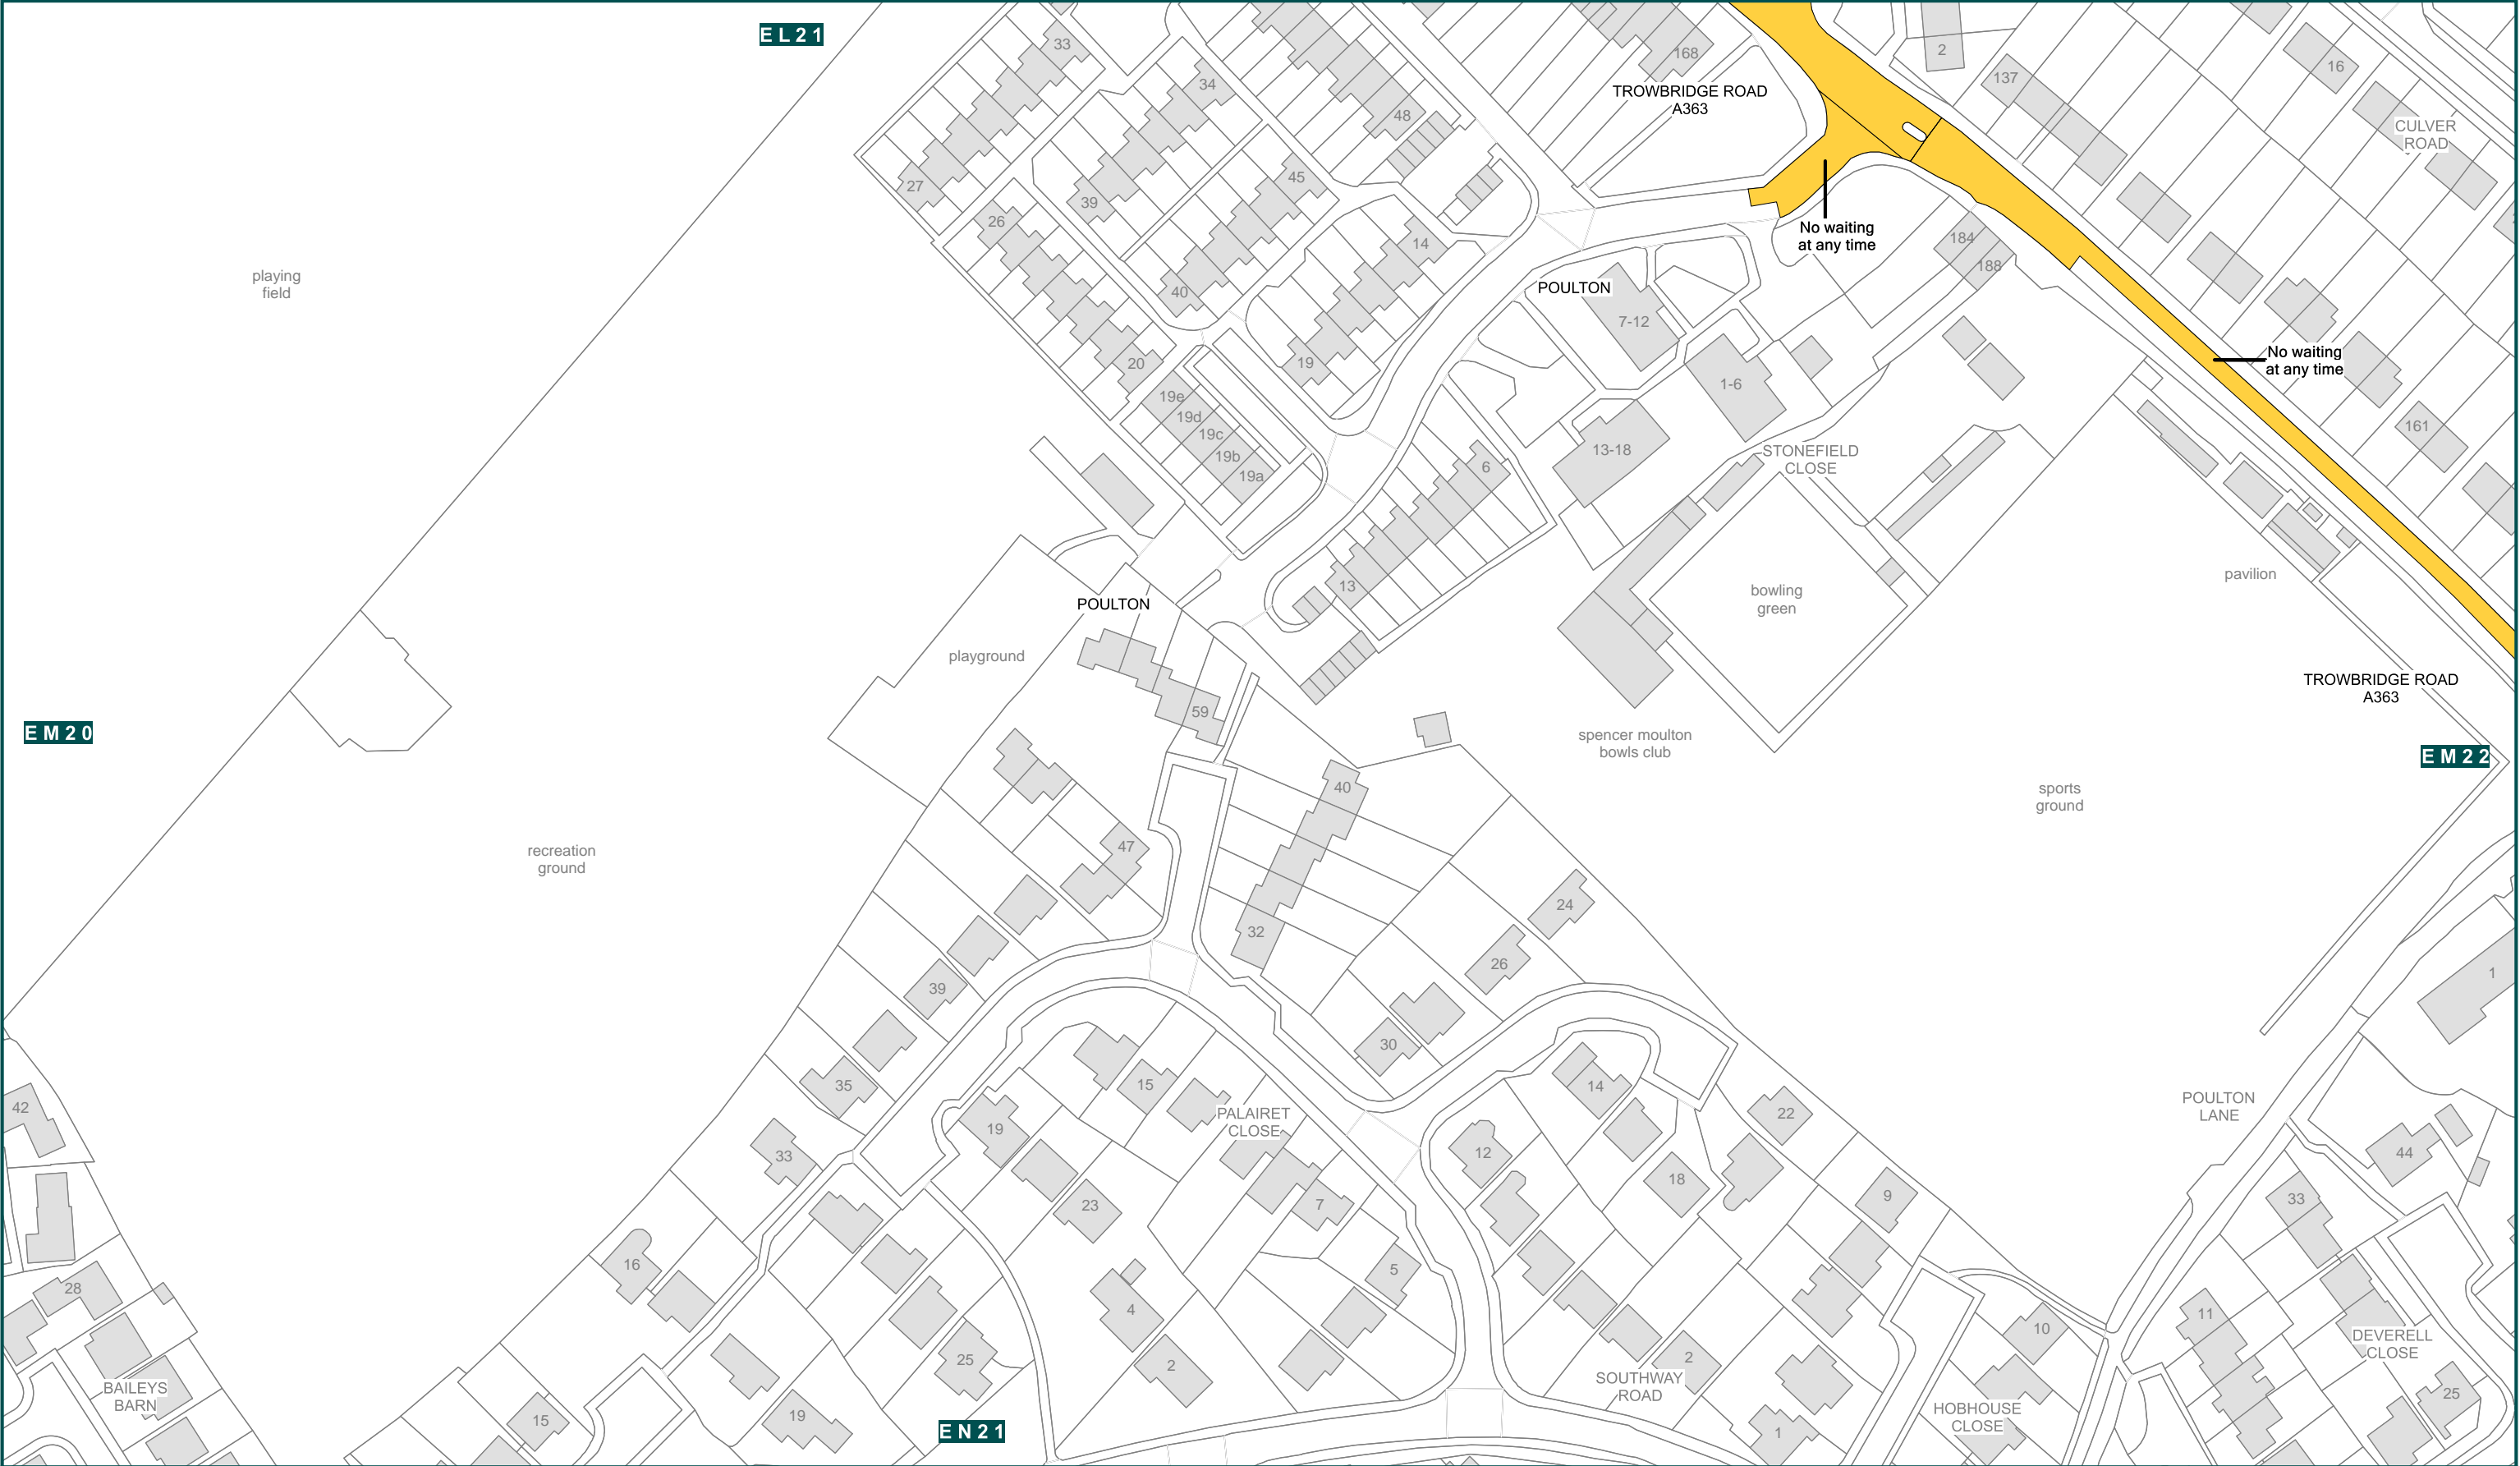 EL21
33
34
168
TROWBRIDGE ROAD
A363
2
137
16
CULVER
ROAD
48
27
39
45
26
40
14
184
188
No waiting
at any time
playing
field
POULTON
7-12
20
19
1-6
No waiting
at any time
19e
19d
19c
19b
19a
6
13-18
STONEFIELD
CLOSE
161
13
bowling
green
pavilion
POULTON
playground
59
TROWBRIDGE ROAD
A363
EM20
spencer moulton
bowls club
EM22
40
sports
ground
recreation
ground
47
24
32
26
39
1
30
35
15
14
42
19
PALAIRET
CLOSE
22
POULTON
LANE
33
12
44
23
7
18
9
33
16
5
28
4
11
10
25
2
2
DEVERELL
CLOSE
BAILEYS
BARN
SOUTHWAY
ROAD
25
15
19
EN21
HOBHOUSE
CLOSE
1